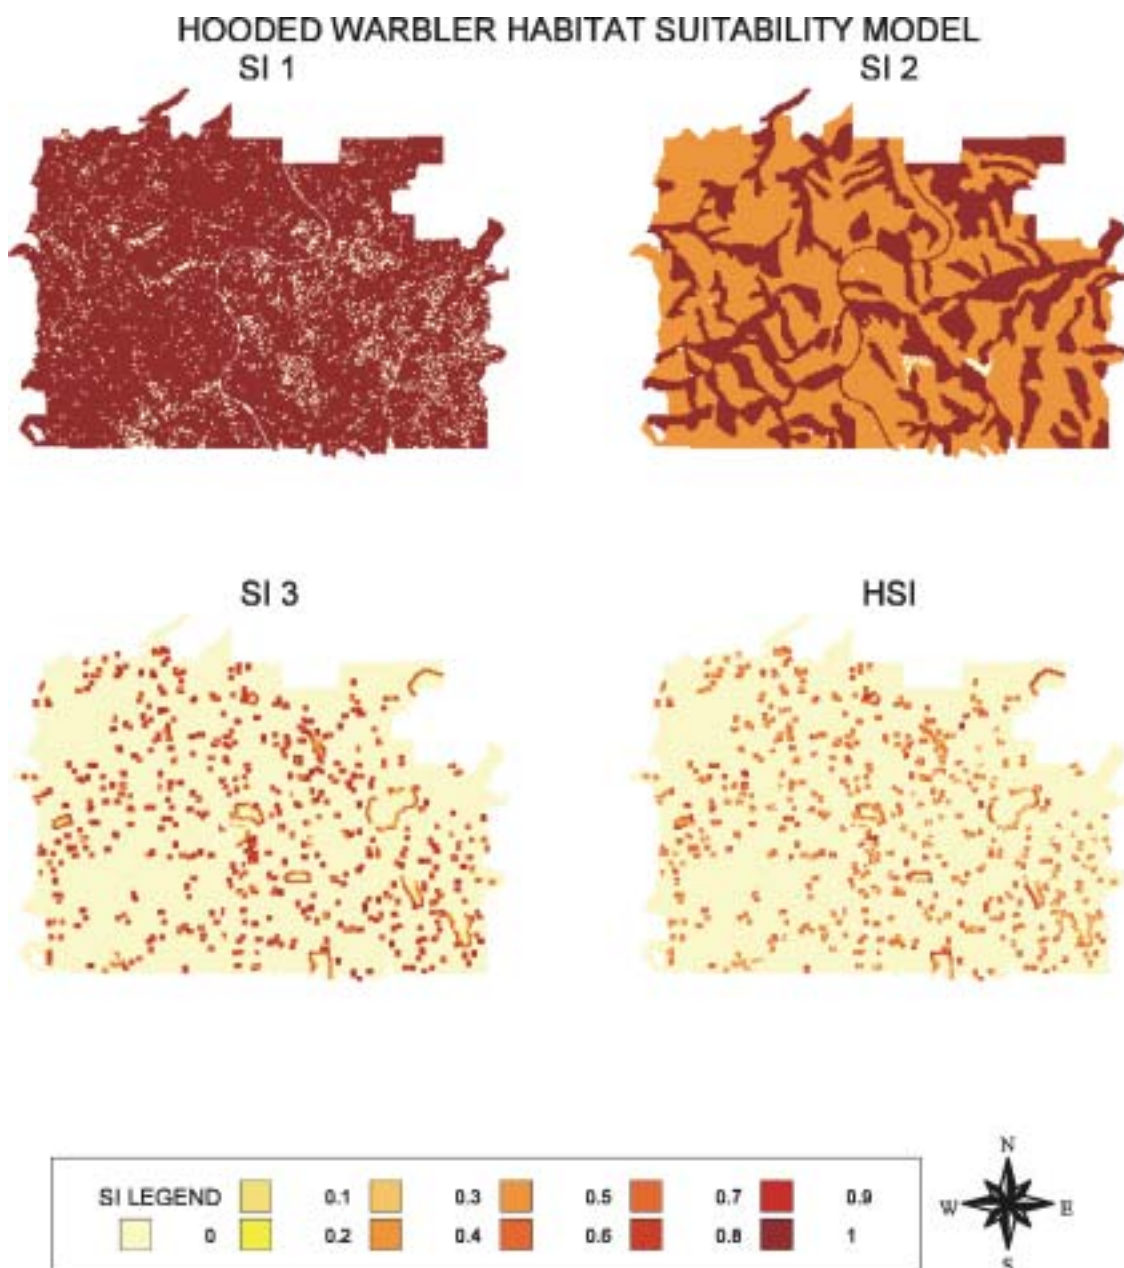 HOODED WARBLER HABITAT SUITABILITY MODEL
SI 1
SI 2
SI 3
HSI
SI LEGEND 0.1 0.3 0.5 0.7 0.9
0 0.2 0.4 0.6 0.8 1
N
W E
S